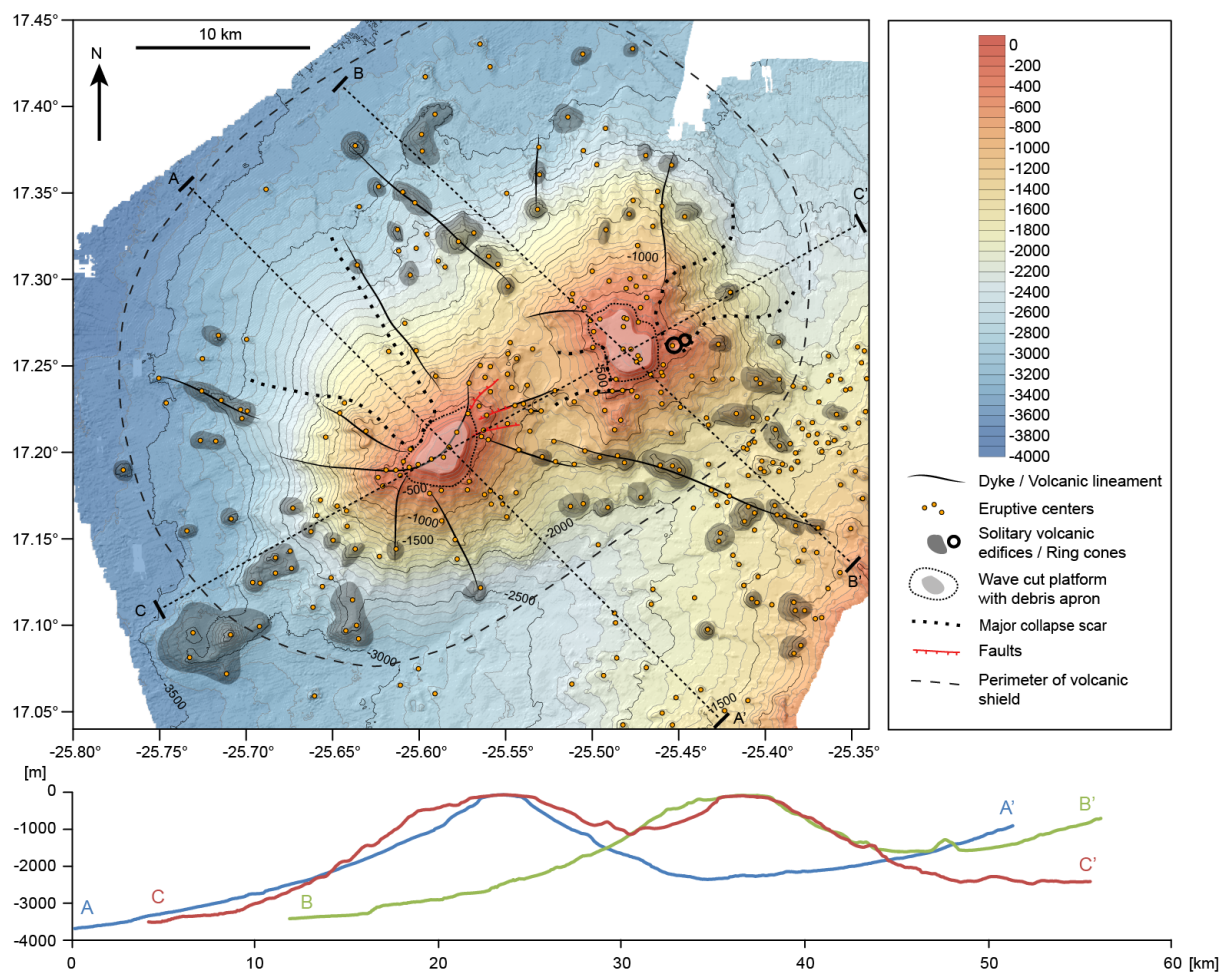 17.45°
17.40°
17.35°
17.30°
17.25°
17.20°
17.15°
17.10°
17.05°
10 km
N
B
A
C'
-1000
-500
-500
-1000
-1500
-2000
-2500
-3000
-3500
-1500
C
B'
A'
-25.80°
-25.75°
-25.70°
-25.65°
-25.60°
-25.55°
-25.50°
-25.45°
-25.40°
-25.35°
0
-200
-400
-600
-800
-1000
-1200
-1400
-1600
-1800
-2000
-2200
-2400
-2600
-2800
-3000
-3200
-3400
-3600
-3800
-4000
Dyke / Volcanic lineament
Eruptive centers
Solitary volcanic
edifices / Ring cones
Wave cut platform
with debris apron
Major collapse scar
Faults
Perimeter of volcanic
shield
[m]
0
-1000
-2000
-3000
-4000
A
C
B
A'
B'
C'
0
10
20
30
40
50
60
[km]